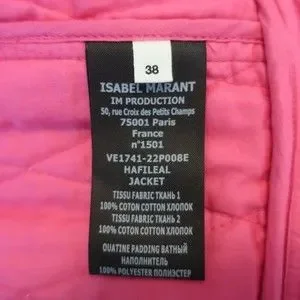 38
ISABEL MARANT
IM PRODUCTION
50, rue Croix des Petits Champs
75001 Paris
France
n°1501
VE1741-22P008E
HAFILEAL
JACKET
TISSU FABRIC ТКАНЬ 1
100% COTON COTTON ХЛОПОК
TISSU FABRIC ТКАНЬ 2
100% COTON COTTON ХЛОПОК
OUATINE PADDING ВАТНЫЙ
НАПОЛНИТЕЛЬ
100% POLYESTER ПОЛИЭСТЕР